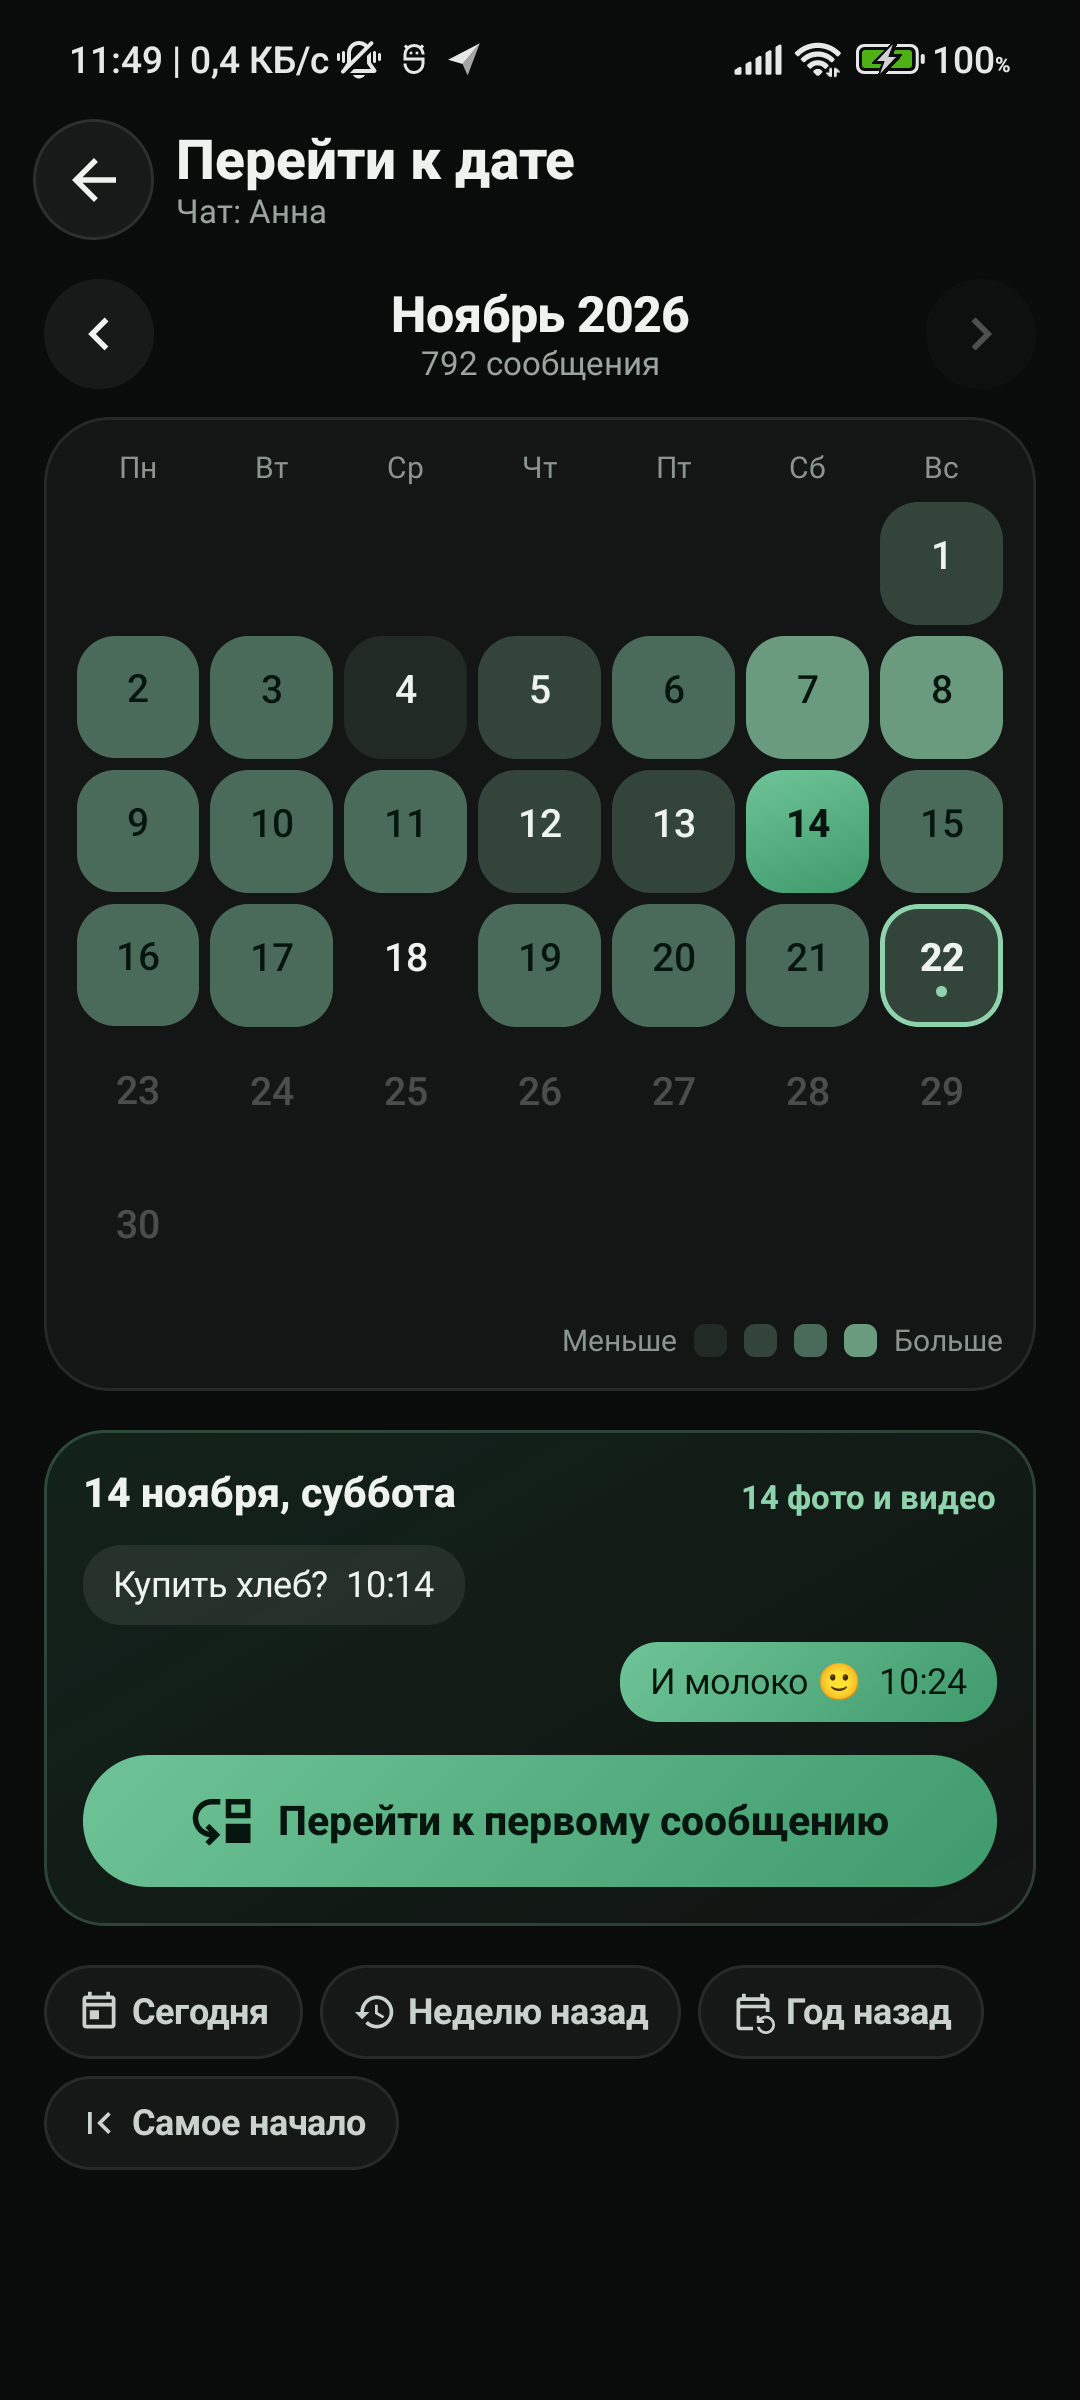 11:49 | 0,4 КБ/с 100%
Перейти к дате
Чат: Анна
Ноябрь 2026
792 сообщения
Пн Вт Ср Чт Пт Сб Вс
1
2 3 4 5 6 7 8
9 10 11 12 13 14 15
16 17 18 19 20 21 22
23 24 25 26 27 28 29
30
Меньше Больше
14 ноября, суббота 14 фото и видео
Купить хлеб? 10:14
И молоко 🙂 10:24
Перейти к первому сообщению
Сегодня Неделю назад Год назад
Самое начало